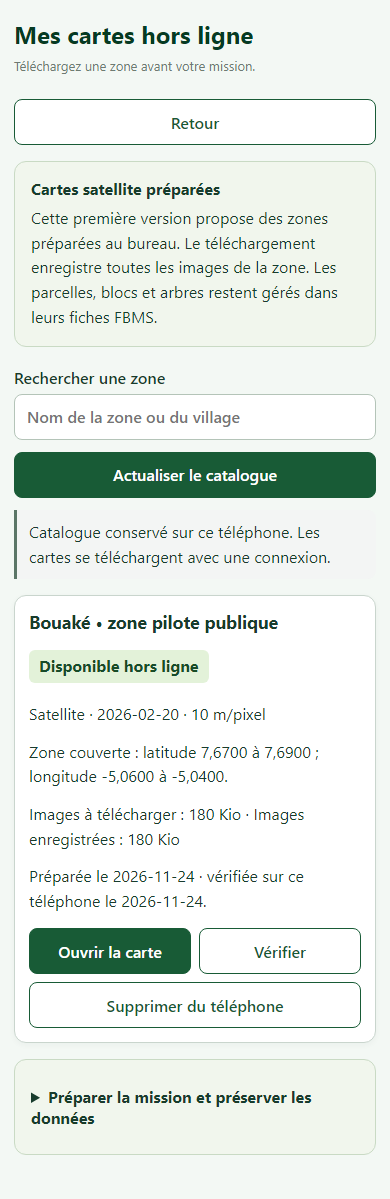 Mes cartes hors ligne
Téléchargez une zone avant votre mission.
Retour
Cartes satellite préparées
Cette première version propose des zones
préparées au bureau. Le téléchargement
enregistre toutes les images de la zone. Les
parcelles, blocs et arbres restent gérés dans
leurs fiches FBMS.
Rechercher une zone
Nom de la zone ou du village
Actualiser le catalogue
Catalogue conservé sur ce téléphone. Les
cartes se téléchargent avec une connexion.
Bouaké • zone pilote publique
Disponible hors ligne
Satellite · 2026-02-20 · 10 m/pixel
Zone couverte : latitude 7,6700 à 7,6900 ;
longitude -5,0600 à -5,0400.
Images à télécharger : 180 Kio · Images
enregistrées : 180 Kio
Préparée le 2026-11-24 · vérifiée sur ce
téléphone le 2026-11-24.
Ouvrir la carte
Vérifier
Supprimer du téléphone
Préparer la mission et préserver les
données